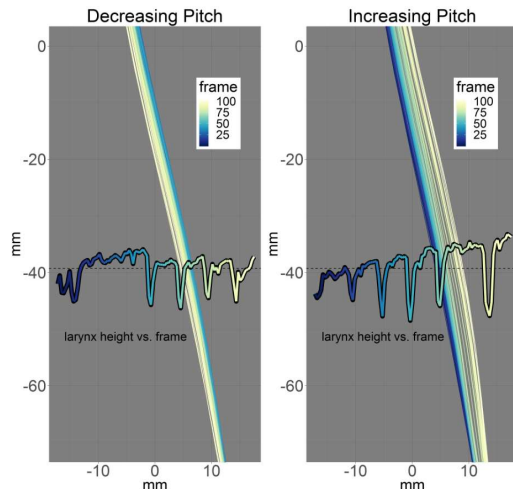 Decreasing Pitch
Increasing Pitch
0
-20
-40
-60
mm
frame
100
75
50
25
larynx height vs. frame
-10
0
10
mm
0
-20
-40
-60
mm
frame
100
75
50
25
larynx height vs. frame
-10
0
10
mm